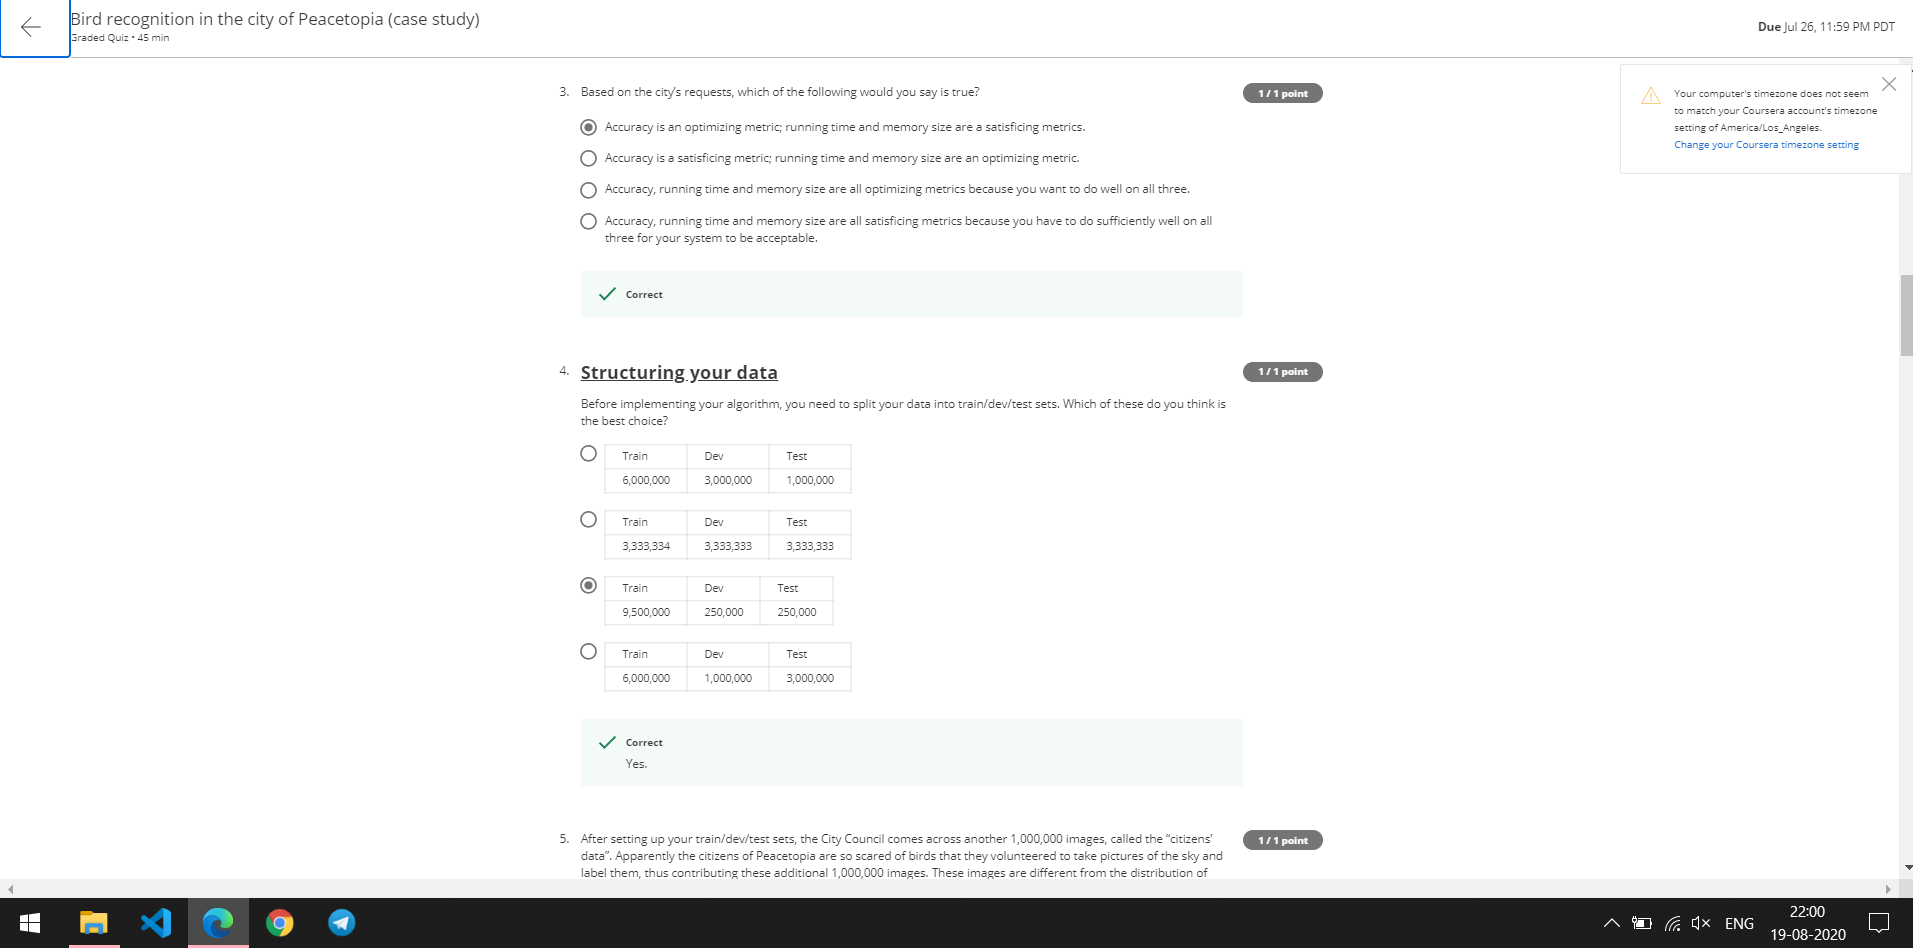 Bird recognition in the city of Peacetopia (case study)
Graded Quiz • 45 min
Due Jul 26, 11:59 PM PDT
Your computer's timezone does not seem
to match your Coursera account's timezone
setting of America/Los_Angeles.
Change your Coursera timezone setting
3. Based on the city's requests, which of the following would you say is true?
1 / 1 point
Accuracy is an optimizing metric; running time and memory size are a satisficing metrics.
Accuracy is a satisficing metric; running time and memory size are an optimizing metric.
Accuracy, running time and memory size are all optimizing metrics because you want to do well on all three.
Accuracy, running time and memory size are all satisficing metrics because you have to do sufficiently well on all
three for your system to be acceptable.
Correct
4. Structuring your data
1 / 1 point
Before implementing your algorithm, you need to split your data into train/dev/test sets. Which of these do you think is
the best choice?
Train Dev Test
6,000,000 3,000,000 1,000,000
Train Dev Test
3,333,334 3,333,333 3,333,333
Train Dev Test
9,500,000 250,000 250,000
Train Dev Test
6,000,000 1,000,000 3,000,000
Correct
Yes.
5. After setting up your train/dev/test sets, the City Council comes across another 1,000,000 images, called the “citizens’
1 / 1 point
data”. Apparently the citizens of Peacetopia are so scared of birds that they volunteered to take pictures of the sky and
label them, thus contributing these additional 1,000,000 images. These images are different from the distribution of
ENG
22:00
19-08-2020